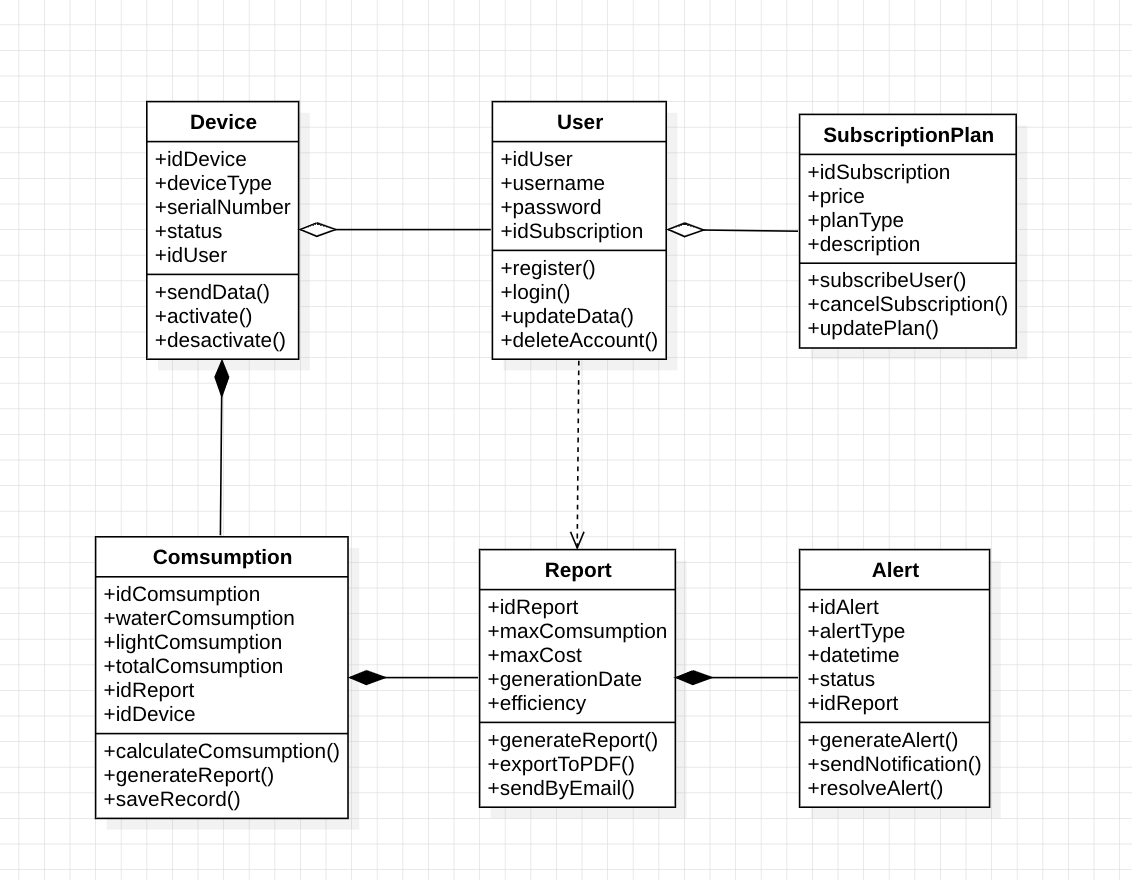 Device
+idDevice
+deviceType
+serialNumber
+status
+idUser
+sendData()
+activate()
+desactivate()
User
+idUser
+username
+password
+idSubscription
+register()
+login()
+updateData()
+deleteAccount()
SubscriptionPlan
+idSubscription
+price
+planType
+description
+subscribeUser()
+cancelSubscription()
+updatePlan()
Comsumption
+idComsumption
+waterComsumption
+lightComsumption
+totalComsumption
+idReport
+idDevice
+calculateComsumption()
+generateReport()
+saveRecord()
Report
+idReport
+maxComsumption
+maxCost
+generationDate
+efficiency
+generateReport()
+exportToPDF()
+sendByEmail()
Alert
+idAlert
+alertType
+datetime
+status
+idReport
+generateAlert()
+sendNotification()
+resolveAlert()